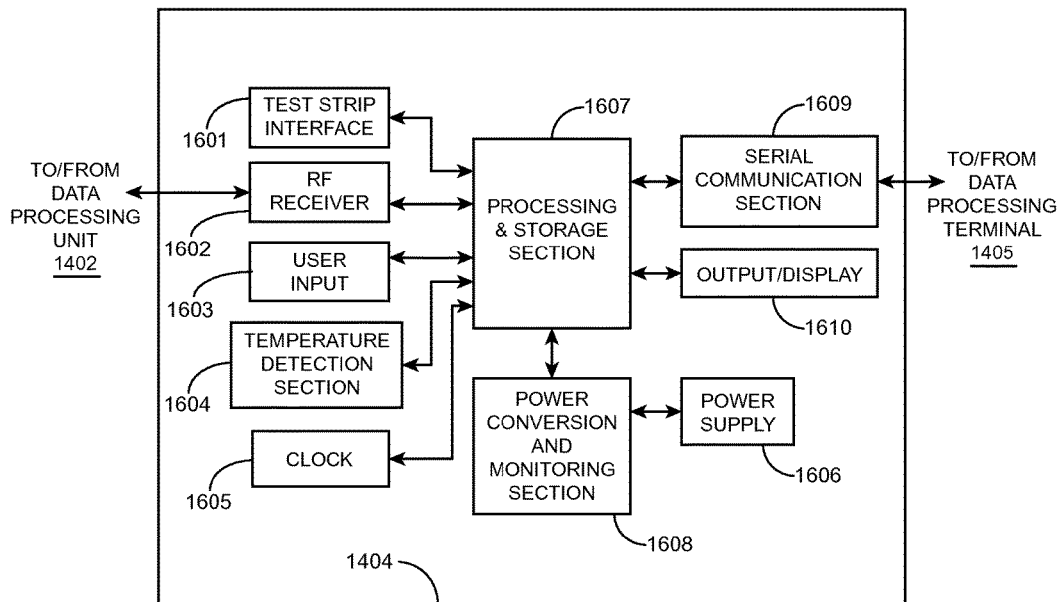 TO/FROM
DATA
PROCESSING
UNIT
1402
TEST STRIP
INTERFACE
1601
RF
RECEIVER
1602
USER
INPUT
1603
TEMPERATURE
DETECTION
SECTION
1604
CLOCK
1605
1607
PROCESSING
& STORAGE
SECTION
POWER
CONVERSION
AND
MONITORING
SECTION
1608
1609
SERIAL
COMMUNICATION
SECTION
OUTPUT/DISPLAY
1610
POWER
SUPPLY
1606
TO/FROM
DATA
PROCESSING
TERMINAL
1405
1404